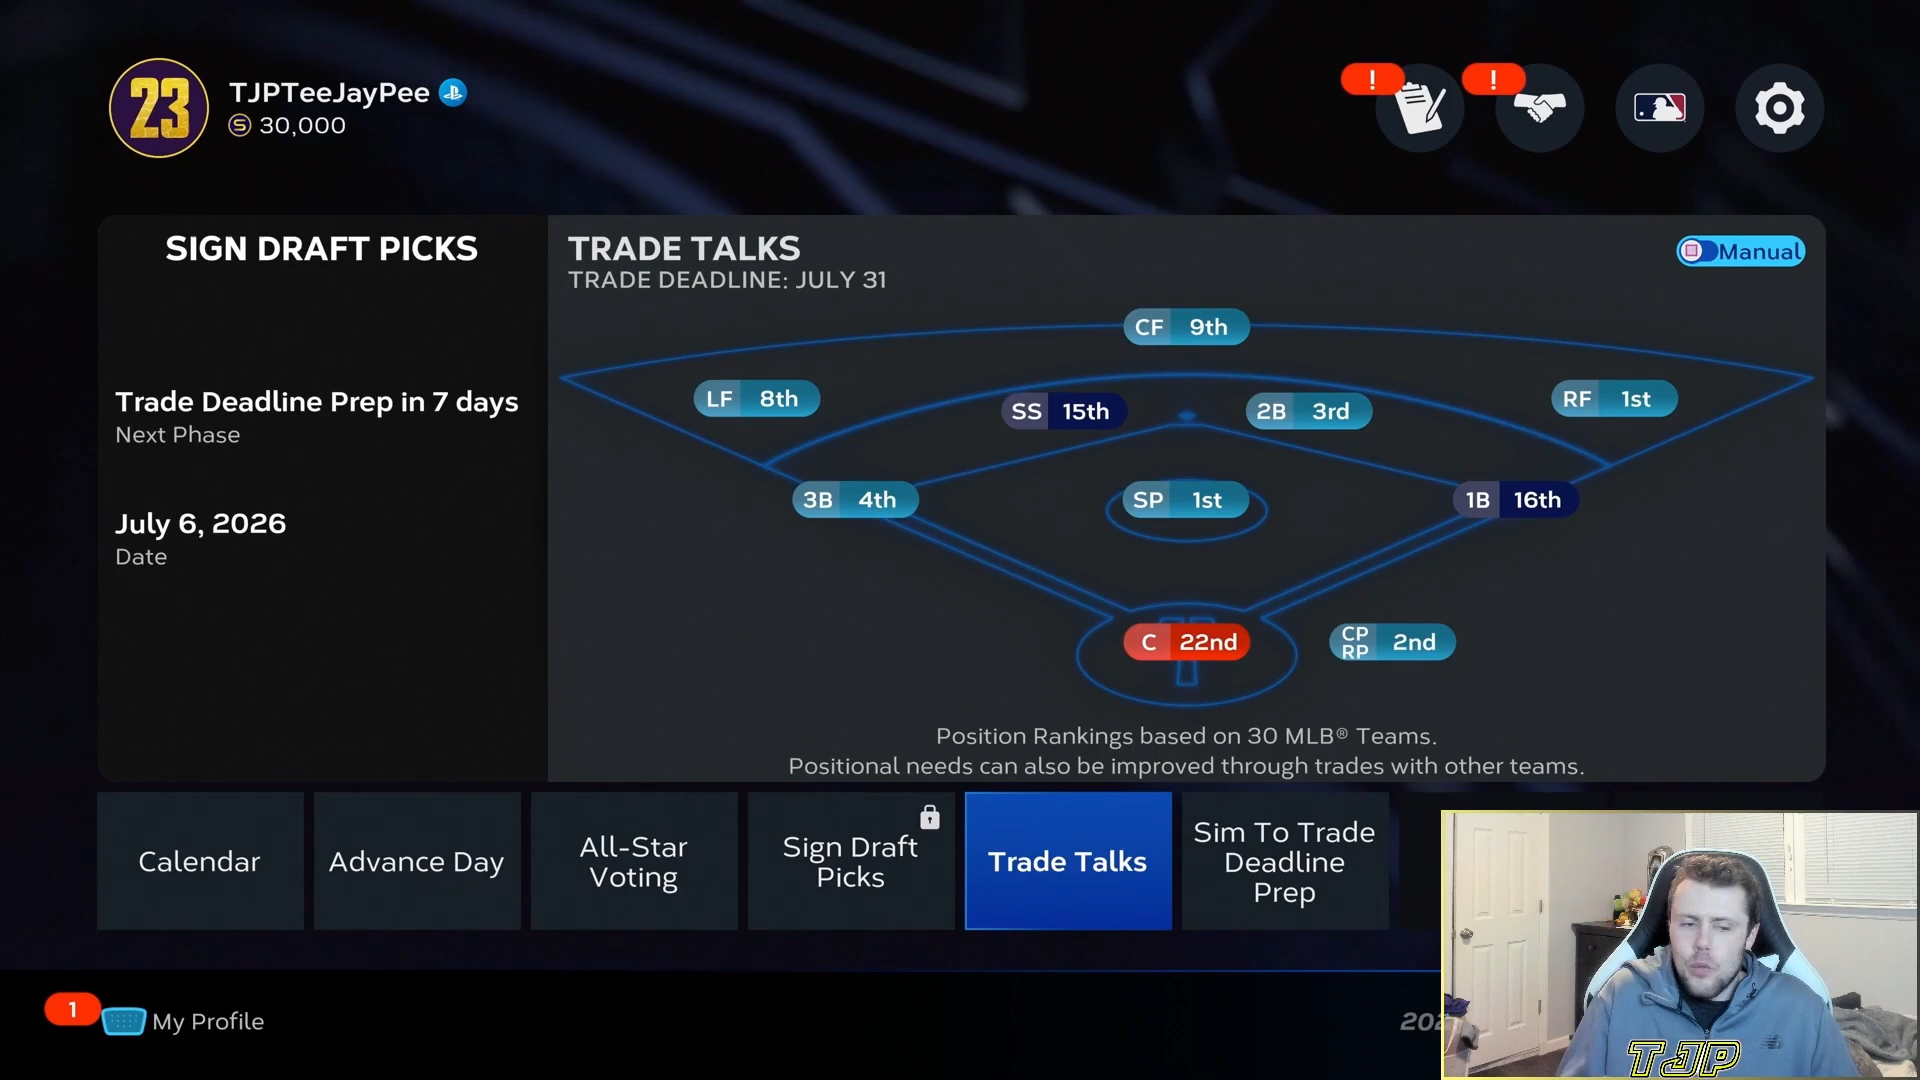 23
TJPTeeJayPee
S 30,000
!
!
SIGN DRAFT PICKS
Trade Deadline Prep in 7 days
Next Phase
July 6, 2026
Date
TRADE TALKS
TRADE DEADLINE: JULY 31
Manual
CF 9th
LF 8th
SS 15th
2B 3rd
RF 1st
3B 4th
SP 1st
1B 16th
C 22nd
CP
RP 2nd
Position Rankings based on 30 MLB® Teams.
Positional needs can also be improved through trades with other teams.
Calendar
Advance Day
All-Star
Voting
Sign Draft
Picks
Trade Talks
Sim To Trade
Deadline
Prep
1
My Profile
TJP